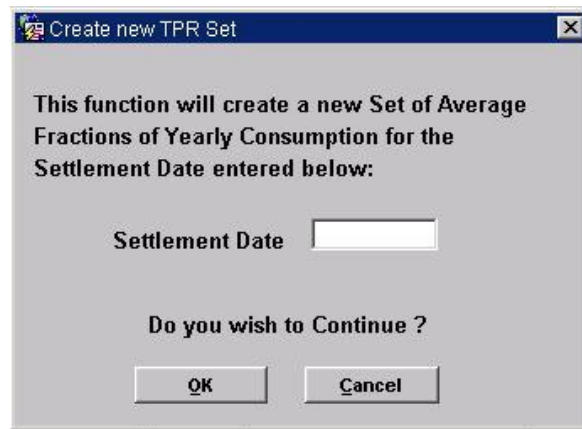 Create new TPR Set
This function will create a new Set of Average
Fractions of Yearly Consumption for the
Settlement Date entered below:
Settlement Date
Do you wish to Continue ?
OK
Cancel